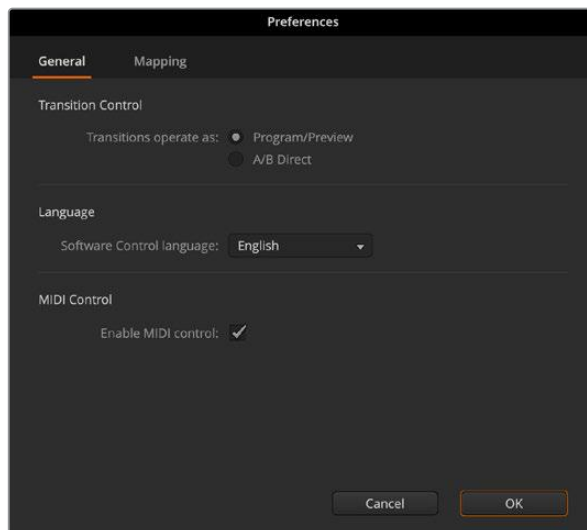 Preferences
General Mapping
Transition Control
Transitions operate as: Program/Preview
A/B Direct
Language
Software Control language: English
MIDI Control
Enable MIDI control:
Cancel OK